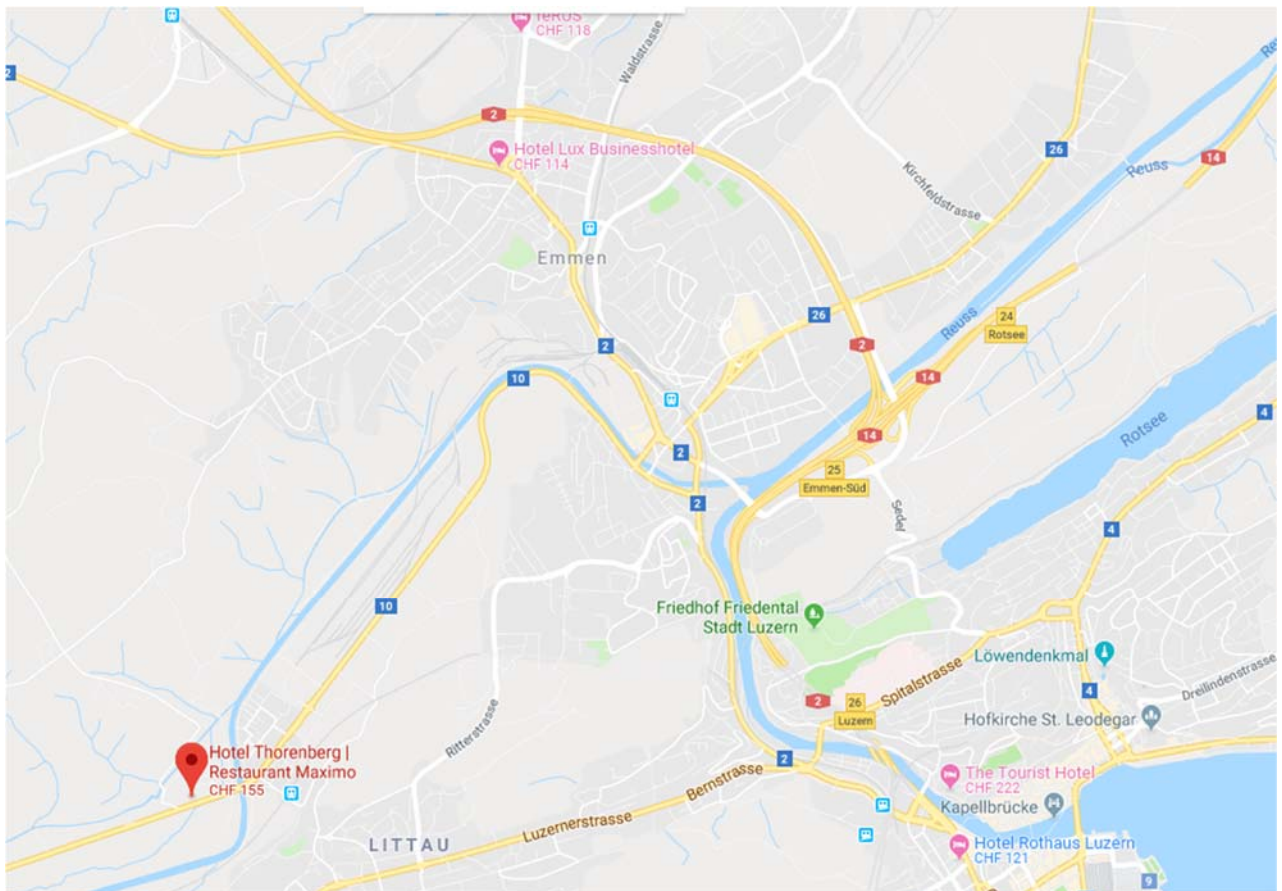 feRUS
CHF 118
Waldstrasse
2
2
Hotel Lux Businesshotel
CHF 114
26
14
Reuss
Kirchfeldstrasse
Emmen
26
Reuss
24
Rotsee
2
2
10
14
4
Rotsee
14
2
25
Emmen-Süd
2
Sedel
4
10
Friedhof Friedental
Stadt Luzern
Löwendenkmal
Spitalstrasse
Dreilindenstrasse
4
2
26
Luzern
Hofkirche St. Leodegar
Ritterstrasse
Hotel Thorenberg |
Restaurant Maximo
CHF 155
2
Bernstrasse
The Tourist Hotel
CHF 222
Kapellbrücke
Luzernerstrasse
LITTAU
Hotel Rothaus Luzern
CHF 121
9